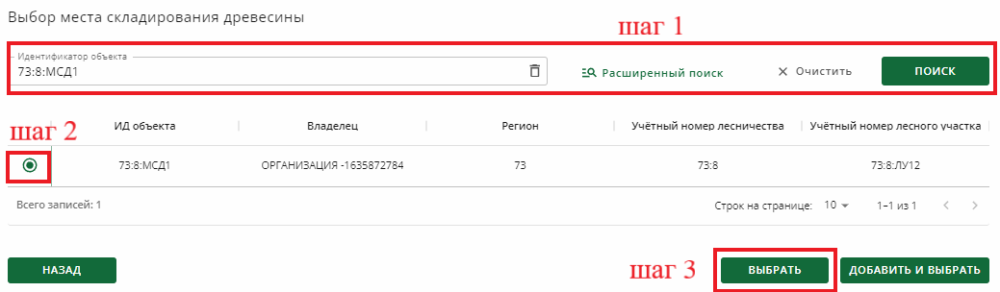 Выбор места складирования древесины
шаг 1
Идентификатор объекта
73:8:МСД1
Расширенный поиск
Очистить
ПОИСК
шаг 2
ИД объекта Владелец Регион Учётный номер лесничества Учётный номер лесного участка
73:8:МСД1 ОРГАНИЗАЦИЯ -1635872784 73 73:8 73:8:ЛУ12
Всего записей: 1 Строк на странице: 10 1–1 из 1
НАЗАД шаг 3 ВЫБРАТЬ ДОБАВИТЬ И ВЫБРАТЬ